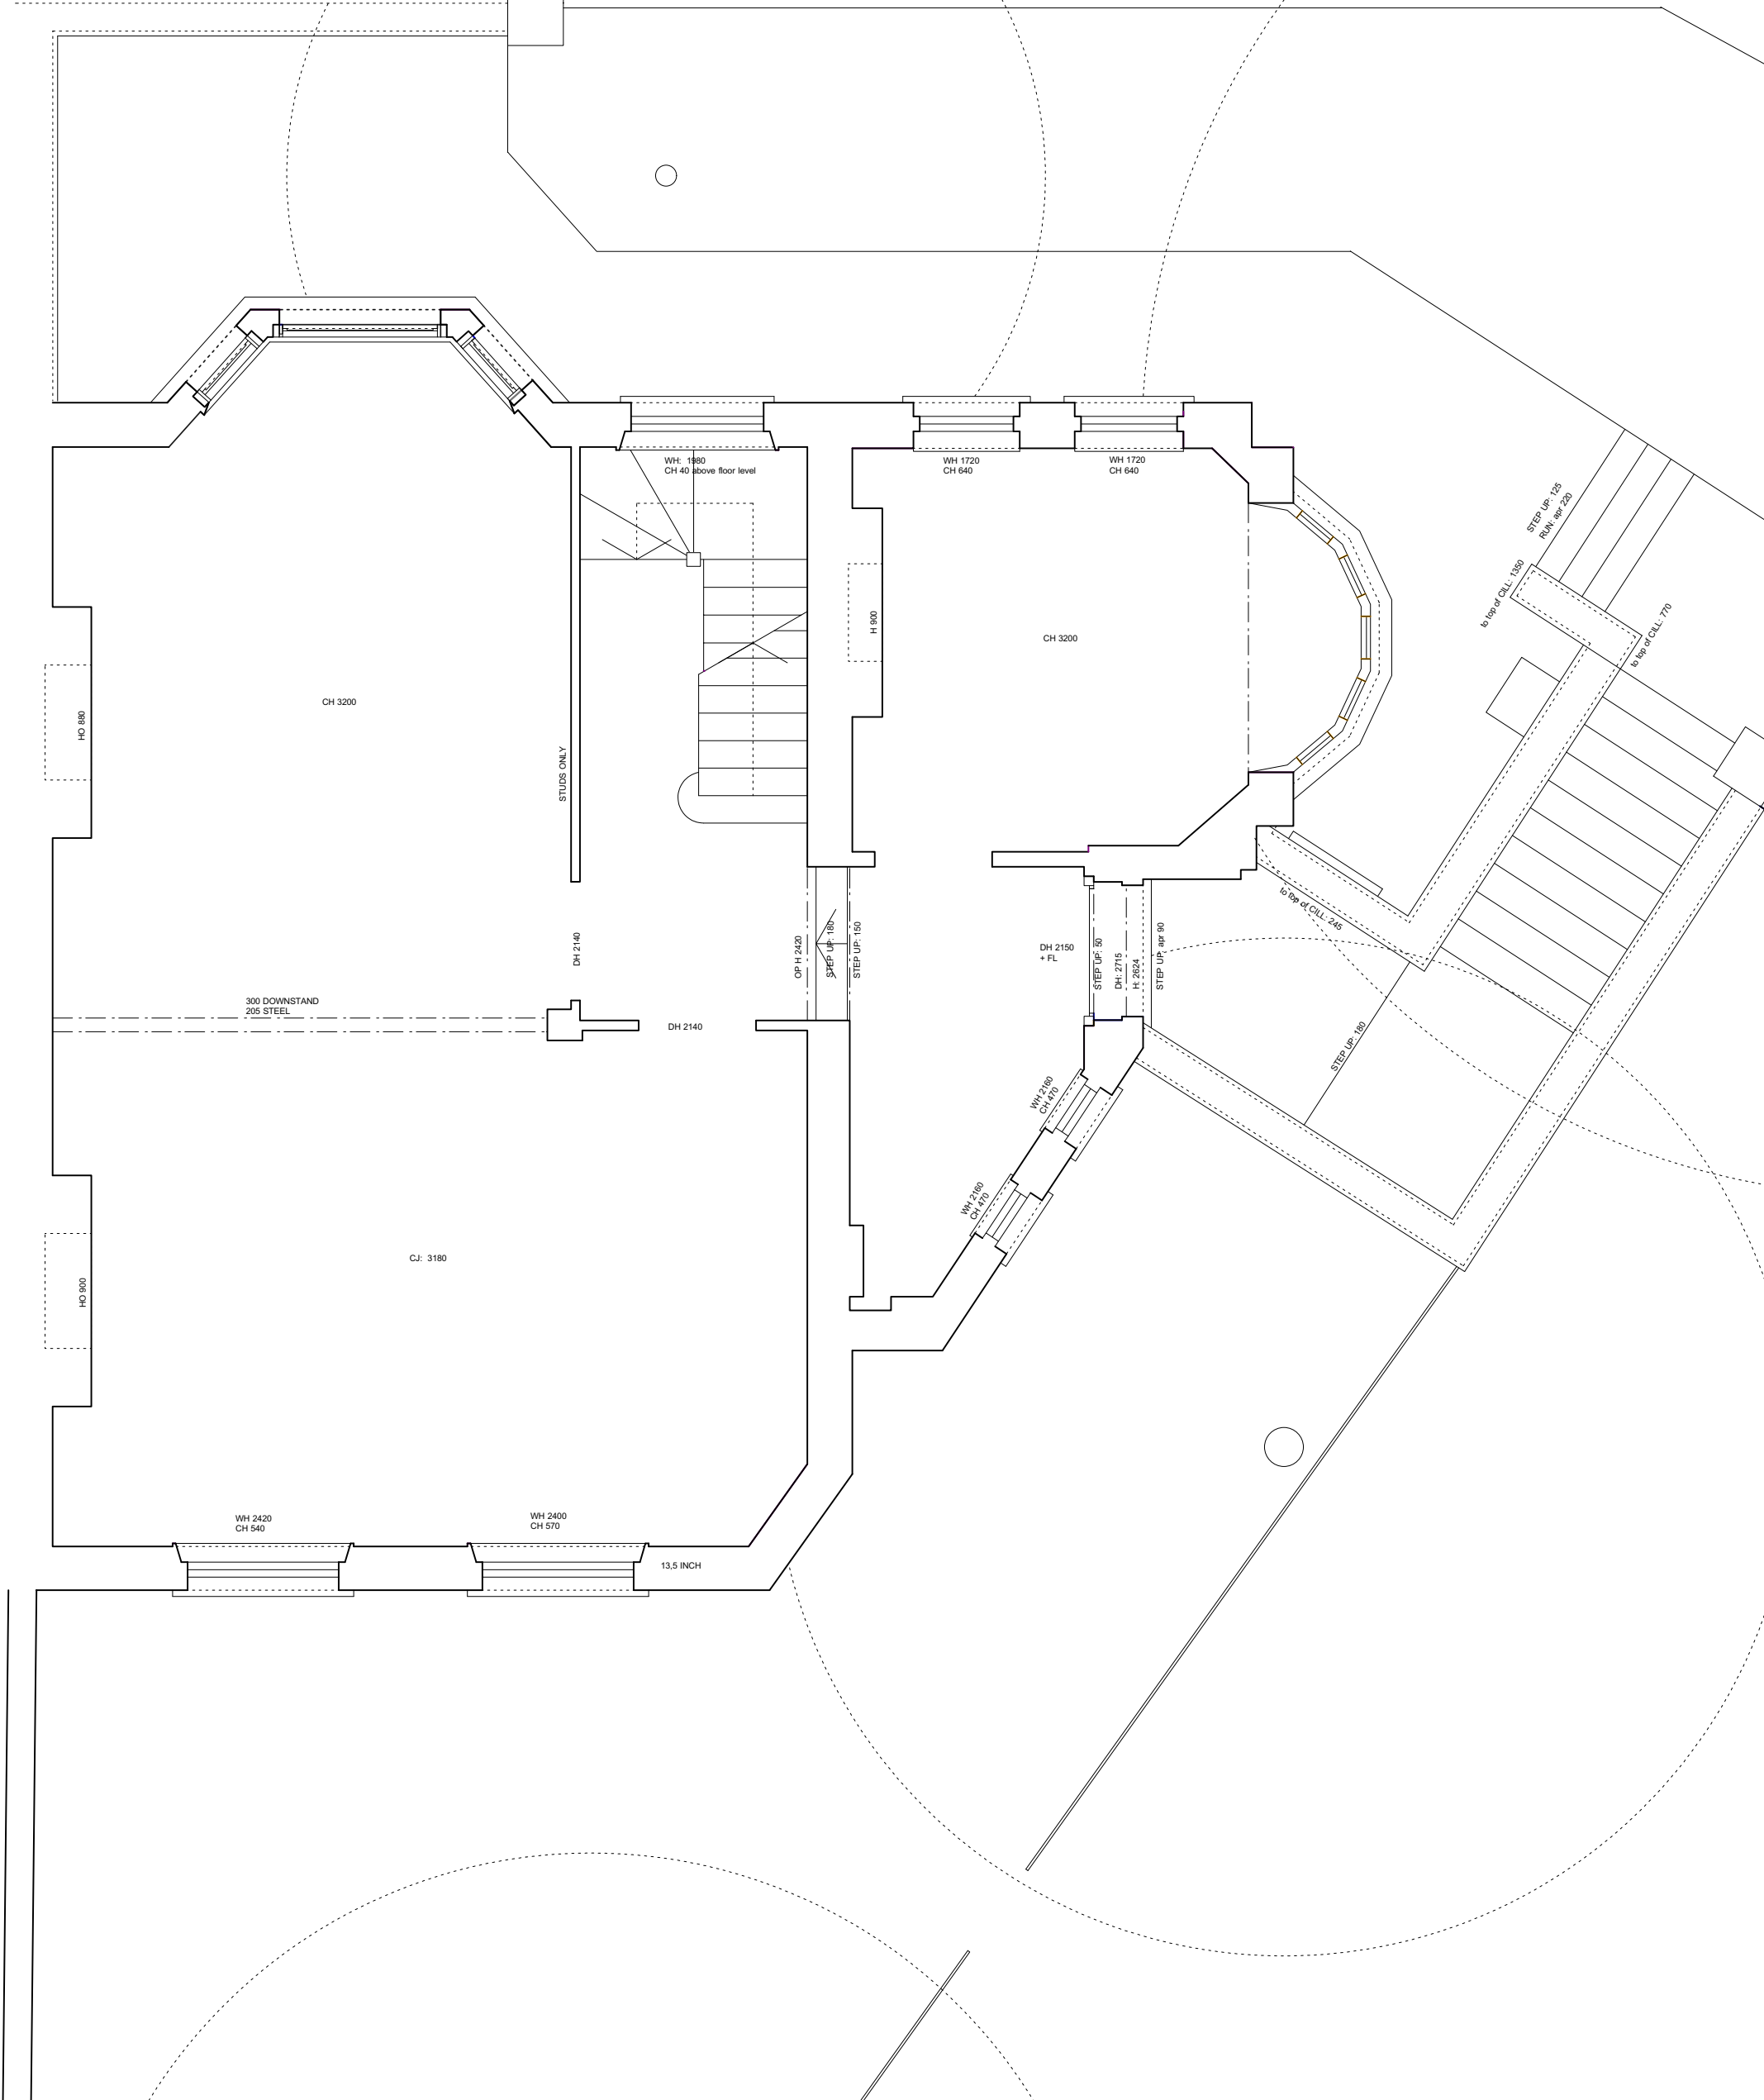 WH: 1980
CH 40 above floor level
WH 1720
CH 640
WH 1720
CH 640
STEP UP: 125
RUN: apr 220
to top of CILL: 1350
to top of CILL: 770
H 900
CH 3200
CH 3200
HO 880
STUDS ONLY
to top of CILL: 245
DH 2140
OP H 2420
STEP UP: 180
STEP UP: 150
DH 2150
+ FL
STEP UP: 50
DH: 2715
H: 2624
STEP UP: apr 90
300 DOWNSTAND
205 STEEL
DH 2140
STEP UP: 180
WH 2160
CH 470
WH 2160
CH 470
CJ: 3180
HO 900
WH 2420
CH 540
WH 2400
CH 570
13,5 INCH